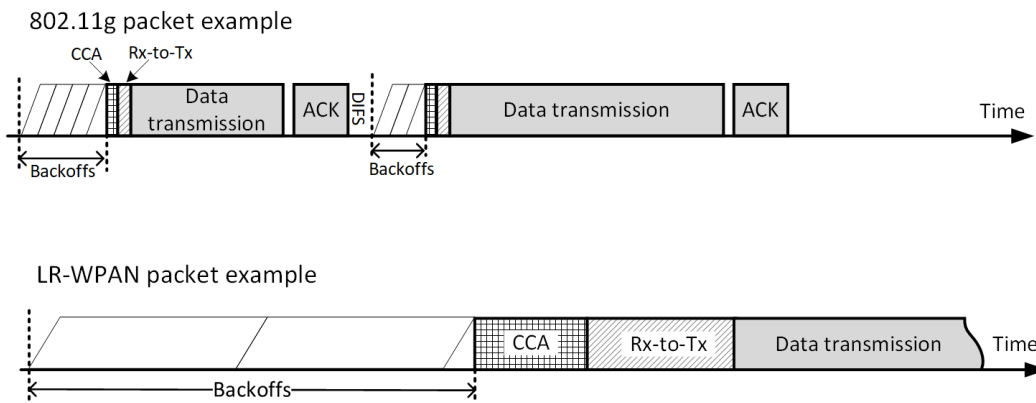 802.11g packet example
CCA
Rx-to-Tx
Data
transmission
ACK
DIFS
Data transmission
ACK
Time
Backoffs
Backoffs
LR-WPAN packet example
CCA
Rx-to-Tx
Data transmission
Time
Backoffs